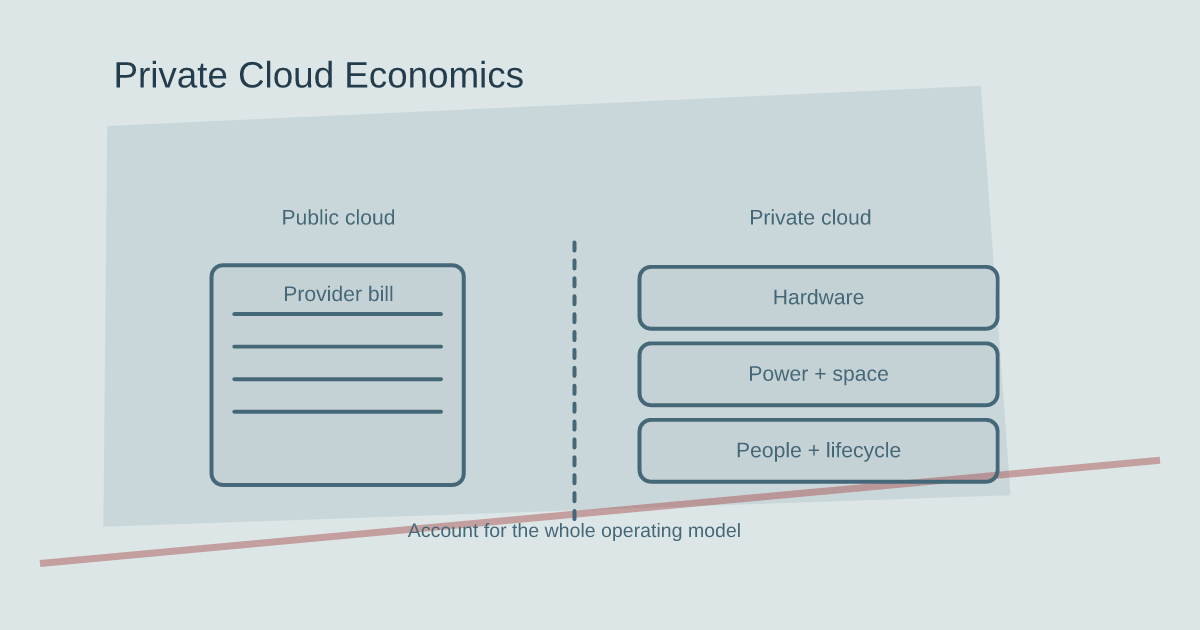 Private Cloud Economics
Public cloud
Private cloud
Provider bill
Hardware
Power + space
People + lifecycle
Account for the whole operating model